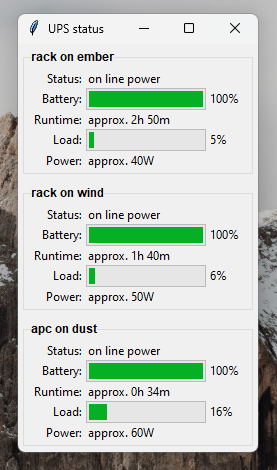 UPS status
rack on ember
Status: on line power
Battery: 100%
Runtime: approx. 2h 50m
Load: 5%
Power: approx. 40W
rack on wind
Status: on line power
Battery: 100%
Runtime: approx. 1h 40m
Load: 6%
Power: approx. 50W
apc on dust
Status: on line power
Battery: 100%
Runtime: approx. 0h 34m
Load: 16%
Power: approx. 60W